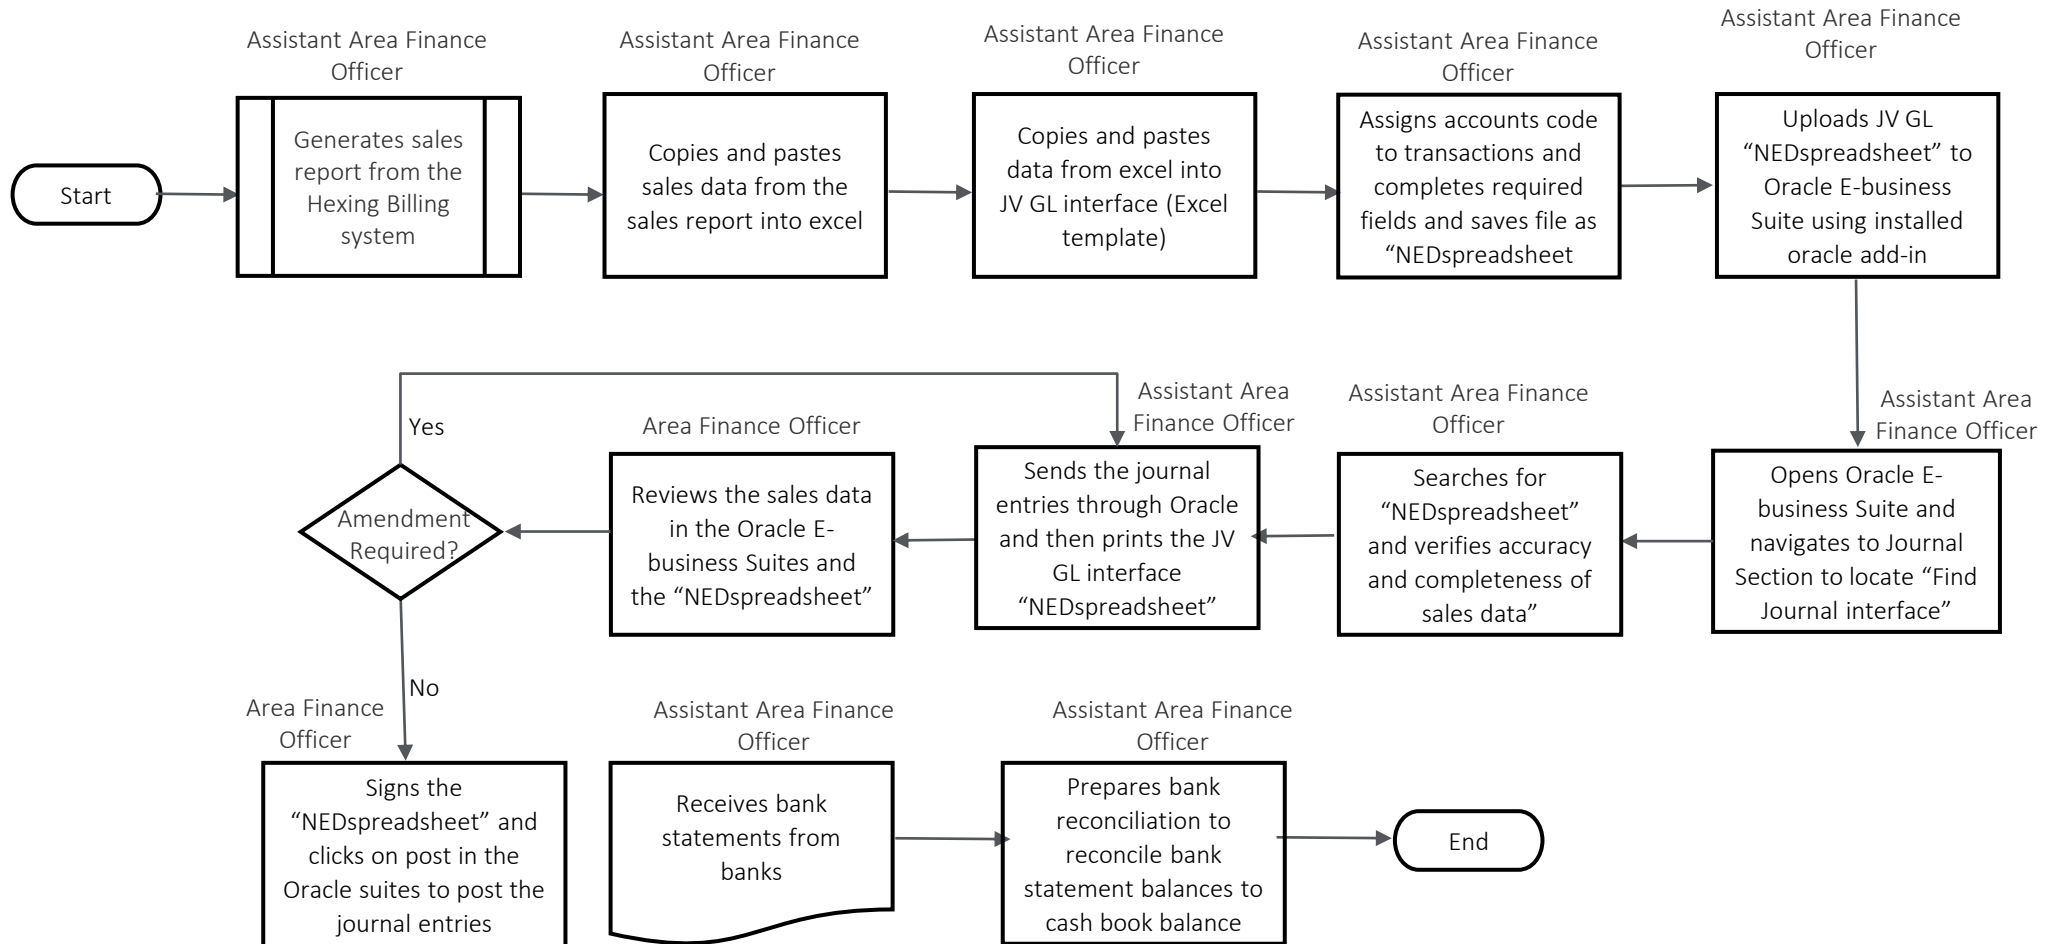 Assistant Area Finance
Officer
Assistant Area Finance
Officer
Assistant Area Finance
Officer
Assistant Area Finance
Officer
Assistant Area Finance
Officer
Start
Generates sales
report from the
Hexing Billing
system
Copies and pastes
sales data from the
sales report into excel
Copies and pastes
data from excel into
JV GL interface (Excel
template)
Assigns accounts code
to transactions and
completes required
fields and saves file as
“NEDspreadsheet
Uploads JV GL
“NEDspreadsheet” to
Oracle E-business
Suite using installed
oracle add-in
Assistant Area
Finance Officer
Opens Oracle E-
business Suite and
navigates to Journal
Section to locate “Find
Journal interface”
Assistant Area Finance
Officer
Searches for
“NEDspreadsheet”
and verifies accuracy
and completeness of
sales data”
Assistant Area
Finance Officer
Sends the journal
entries through Oracle
and then prints the JV
GL interface
“NEDspreadsheet”
Area Finance Officer
Reviews the sales data
in the Oracle E-
business Suites and
the “NEDspreadsheet”
Amendment
Required?
Yes
No
Area Finance
Officer
Signs the
“NEDspreadsheet” and
clicks on post in the
Oracle suites to post the
journal entries
Assistant Area Finance
Officer
Receives bank
statements from
banks
Assistant Area Finance
Officer
Prepares bank
reconciliation to
reconcile bank
statement balances to
cash book balance
End